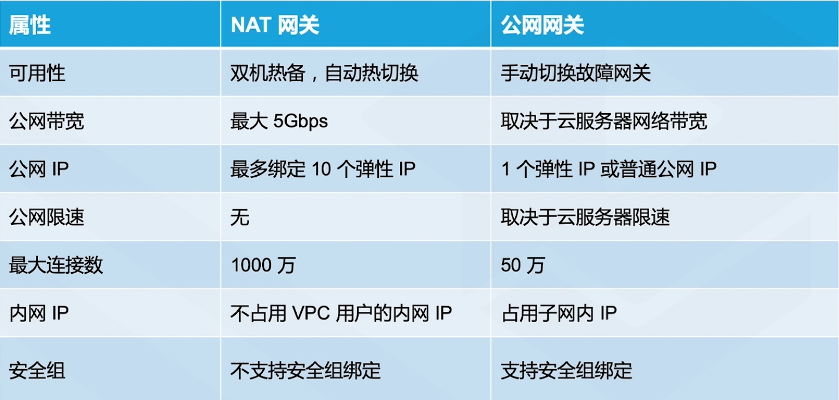 属性 NAT 网关 公网网关
可用性 双机热备，自动热切换 手动切换故障网关
公网带宽 最大 5Gbps 取决于云服务器网络带宽
公网 IP 最多绑定 10 个弹性 IP 1 个弹性 IP 或普通公网 IP
公网限速 无 取决于云服务器限速
最大连接数 1000 万 50 万
内网 IP 不占用 VPC 用户的内网 IP 占用子网内 IP
安全组 不支持安全组绑定 支持安全组绑定